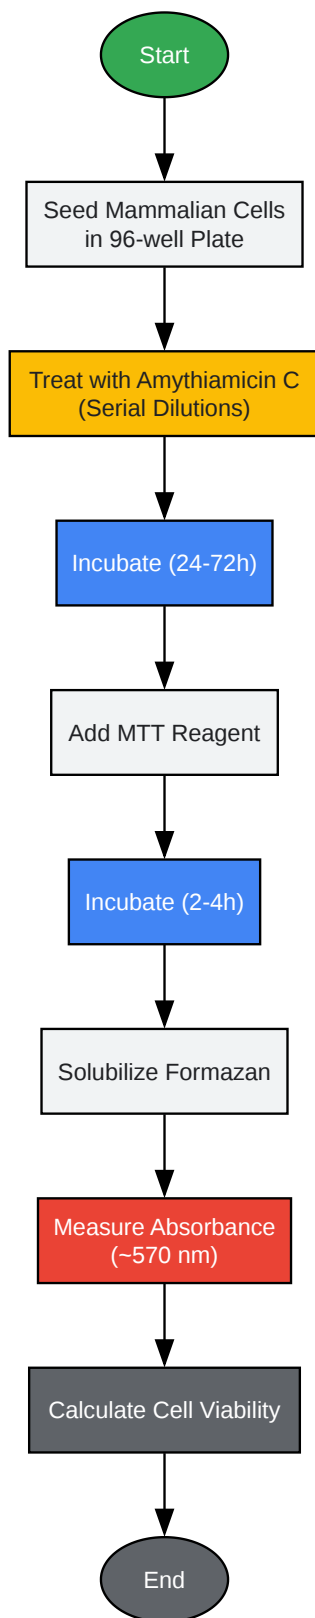 Start
Seed Mammalian Cells
in 96-well Plate
Treat with Amythiamicin C
(Serial Dilutions)
Incubate (24-72h)
Add MTT Reagent
Incubate (2-4h)
Solubilize Formazan
Measure Absorbance
(~570 nm)
Calculate Cell Viability
End